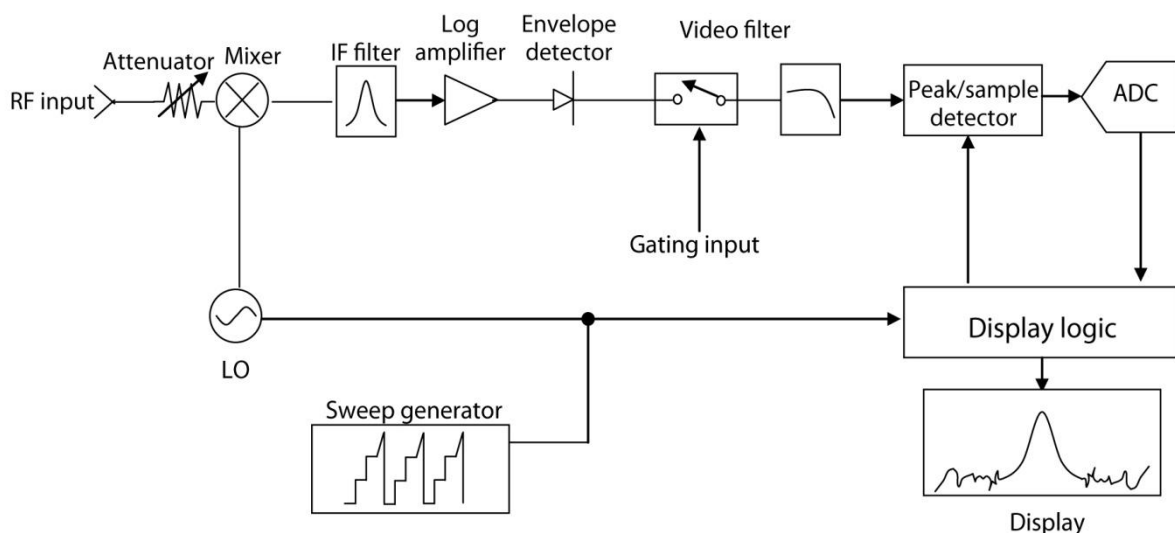 RF input
Attenuator
Mixer
IF filter
Log
amplifier
Envelope
detector
Video filter
Peak/sample
detector
ADC
Gating input
LO
Display logic
Sweep generator
Display